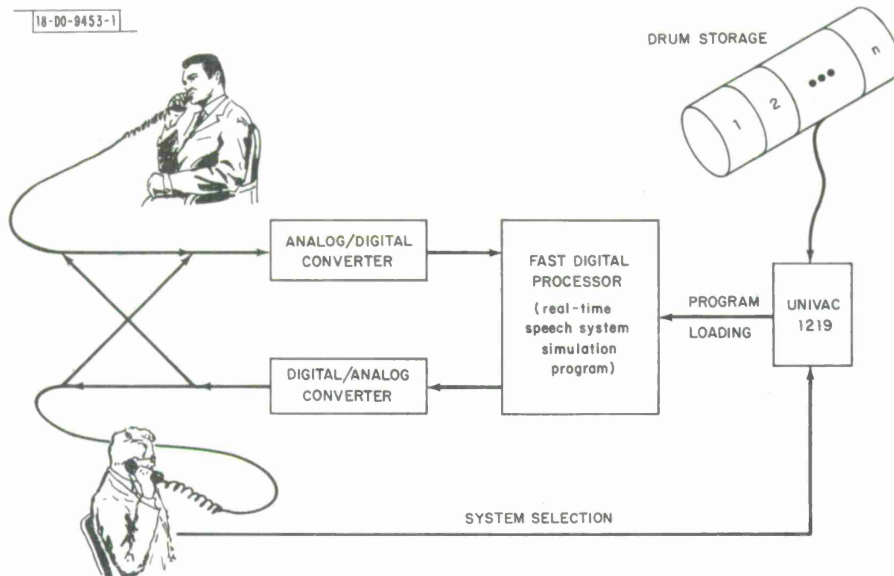 18-DO-9453-1
DRUM STORAGE
1 2 ••• n
ANALOG/DIGITAL
CONVERTER
FAST DIGITAL
PROCESSOR
(real-time
speech system
simulation
program)
PROGRAM
LOADING
UNIVAC
1219
DIGITAL/ANALOG
CONVERTER
SYSTEM SELECTION